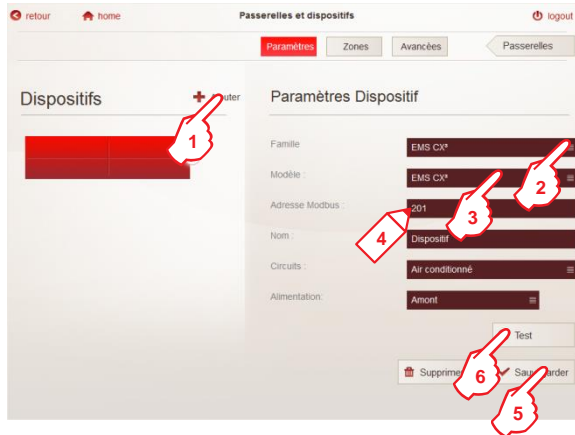 retour home Passerelles et dispositifs logout
Paramètres Zones Avancées Passerelles
Dispositifs
Paramètres Dispositif
1
Famille EMS CX³
2
Modèle : EMS CX³
3
Adresse Modbus : 201
4
Nom : Dispositif
Circuits : Air conditionné
Alimentation: Amont
Test
6
5